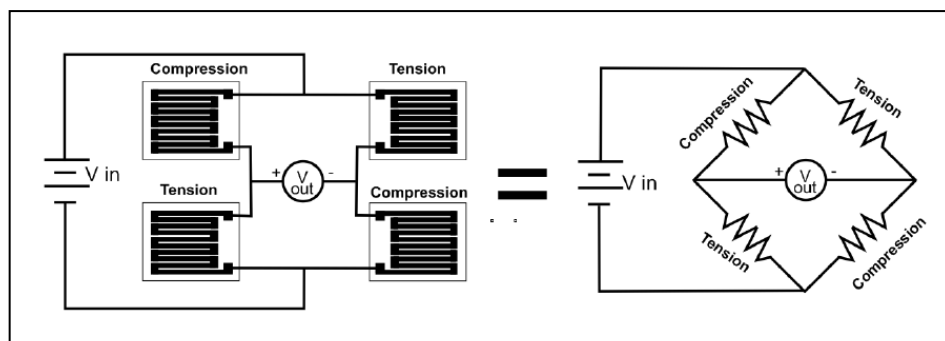 Compression
Tension
V in
+
V
out
-
Tension
Compression
=
V in
Compression
Tension
+
V
out
-
Tension
Compression